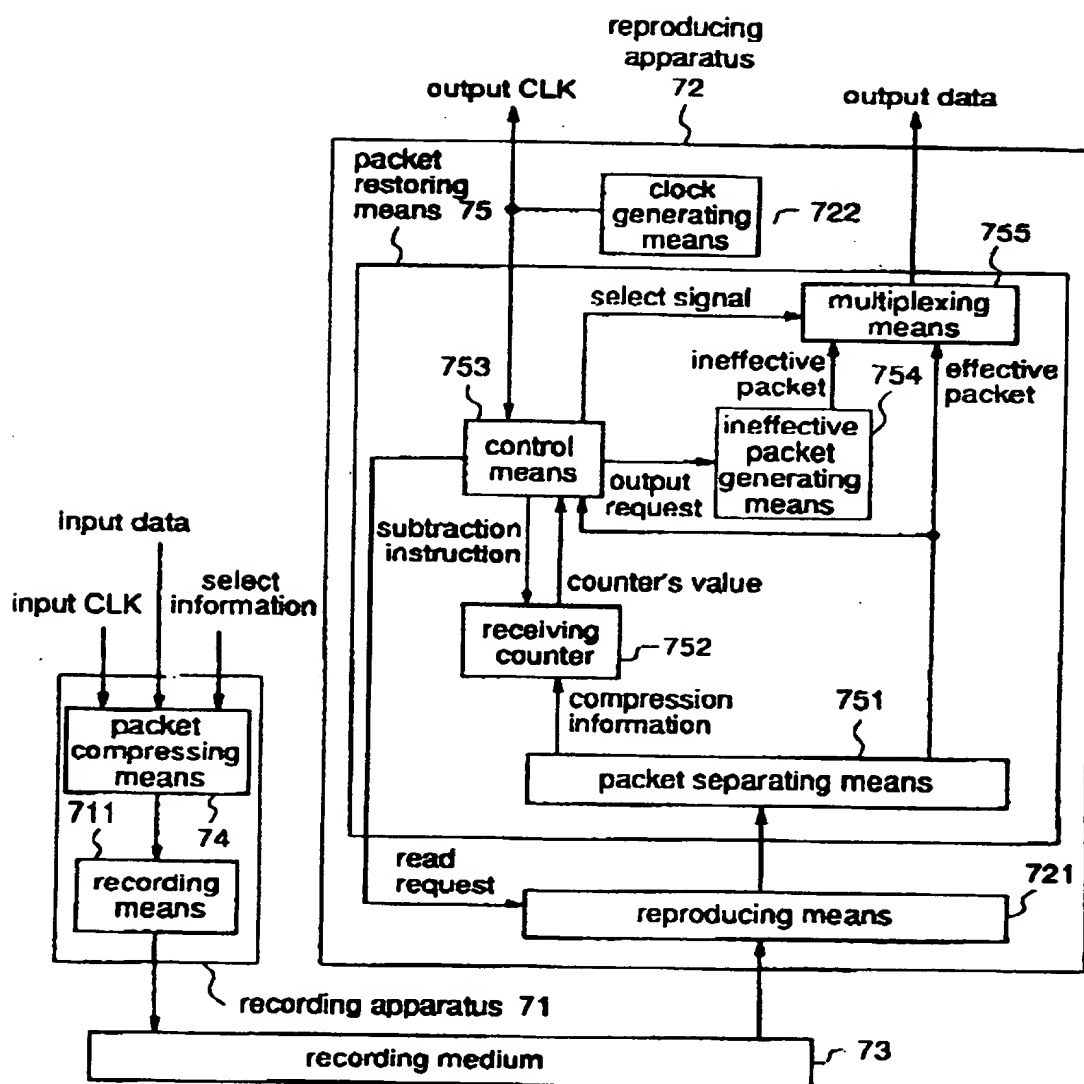 reproducing
apparatus
72
output CLK
output data
packet
restoring
means 75
clock
generating
means
722
755
select signal
multiplexing
means
753
ineffective
packet
754
effective
packet
control
means
output
request
ineffective
packet
generating
means
input data
subtraction
instruction
counter's value
input CLK
select
information
receiving
counter
752
compression
information
751
packet
compressing
means
packet separating means
711
74
read
request
721
recording
means
reproducing means
recording apparatus 71
recording medium
73